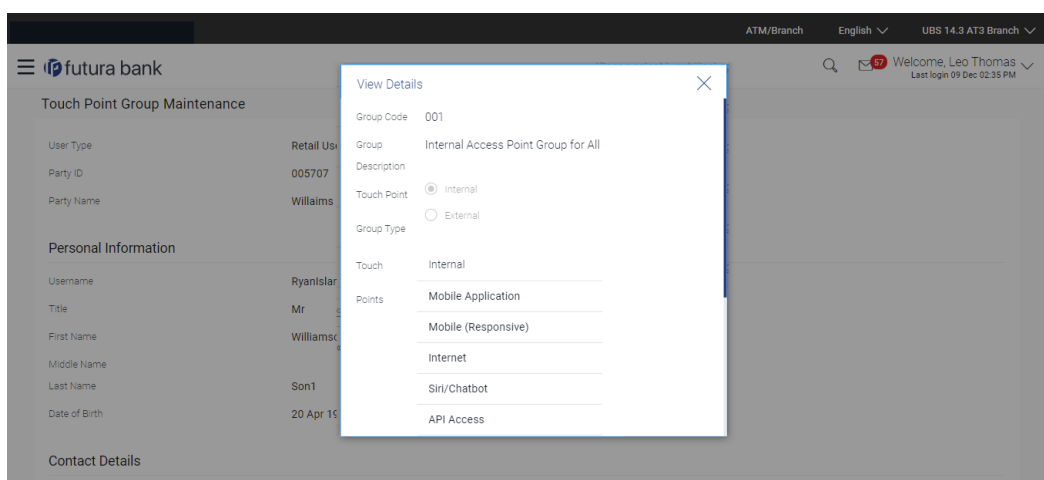 ATM/Branch English UBS 14.3 AT3 Branch
futura bank 57 Welcome, Leo Thomas
Last login 09 Dec 02:35 PM
Touch Point Group Maintenance
User Type Retail
Party ID 005707
Party Name Willaims
Personal Information
Username
Title Mr
First Name
Middle Name
Last Name Son1
Date of Birth 20 Apr
Contact Details
View Details
Group Code 001
Group Description Internal Access Point Group for All
Touch Point Group Type Internal
External
Touch Points Internal
Mobile Application
Mobile (Responsive)
Internet
Siri/Chatbot
API Access